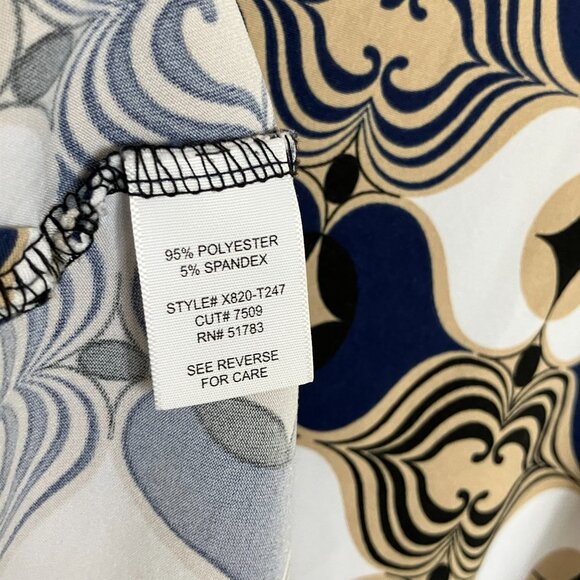 95% POLYESTER
5% SPANDEX
STYLE# X820-T247
CUT# 7509
RN# 51783
SEE REVERSE
FOR CARE